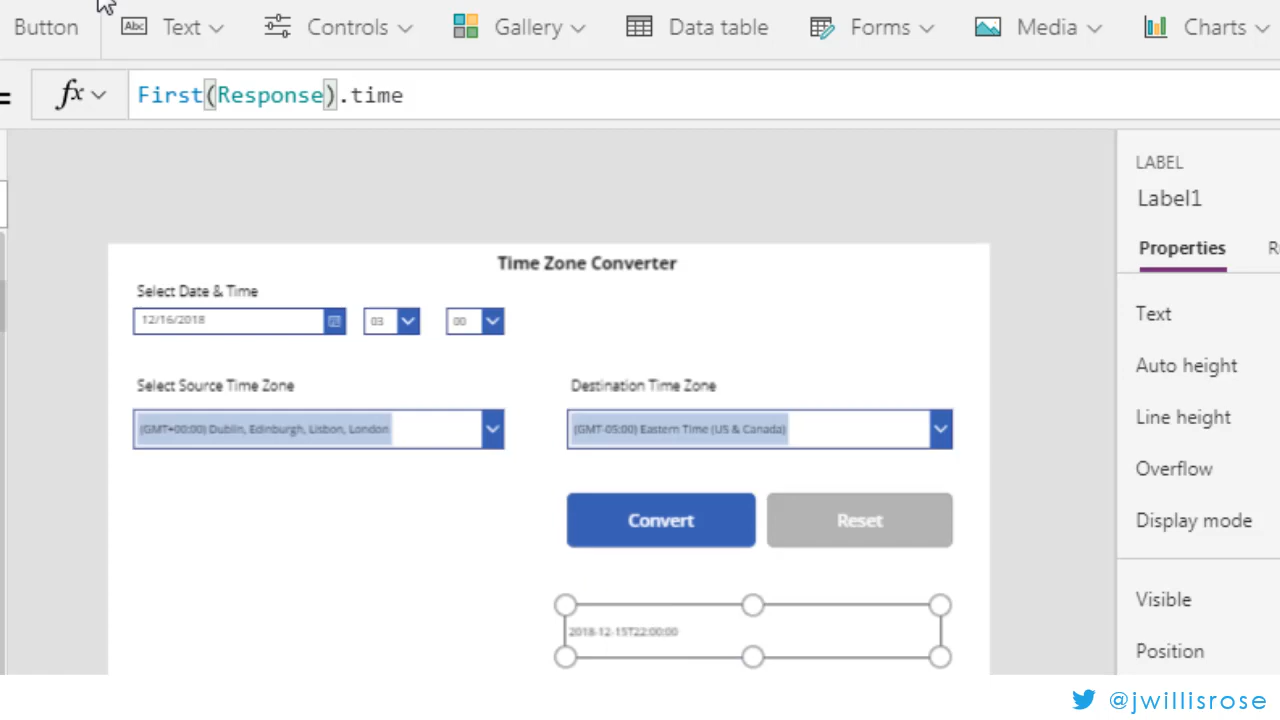 Button Abc Text Controls Gallery Data table Forms Media Charts
= fx First(Response).time
LABEL
Label1
Properties
Text
Auto height
Line height
Overflow
Display mode
Visible
Position
Time Zone Converter
Select Date & Time
12/16/2018 03 00
Select Source Time Zone Destination Time Zone
(GMT+00:00) Dublin, Edinburgh, Lisbon, London (GMT-05:00) Eastern Time (US & Canada)
Convert Reset
2018-12-15T22:00:00
@jwillisrose